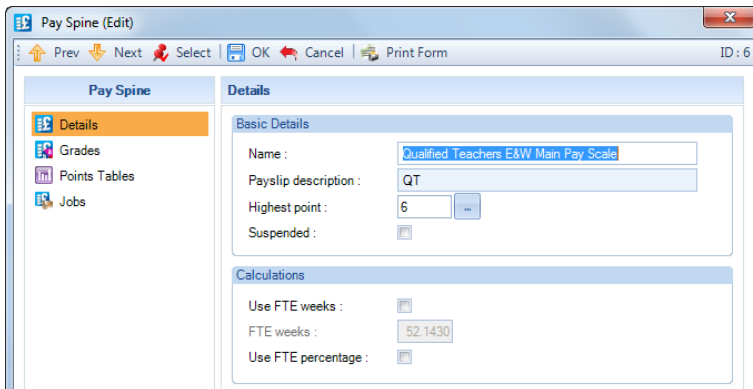 Pay Spine (Edit)
Prev Next Select OK Cancel Print Form ID : 6
Pay Spine
Details
Grades
Points Tables
Jobs
Details
Basic Details
Name : Qualified Teachers E&W Main Pay Scale
Payslip description : QT
Highest point : 6 ...
Suspended :
Calculations
Use FTE weeks :
FTE weeks : 52.1430
Use FTE percentage :